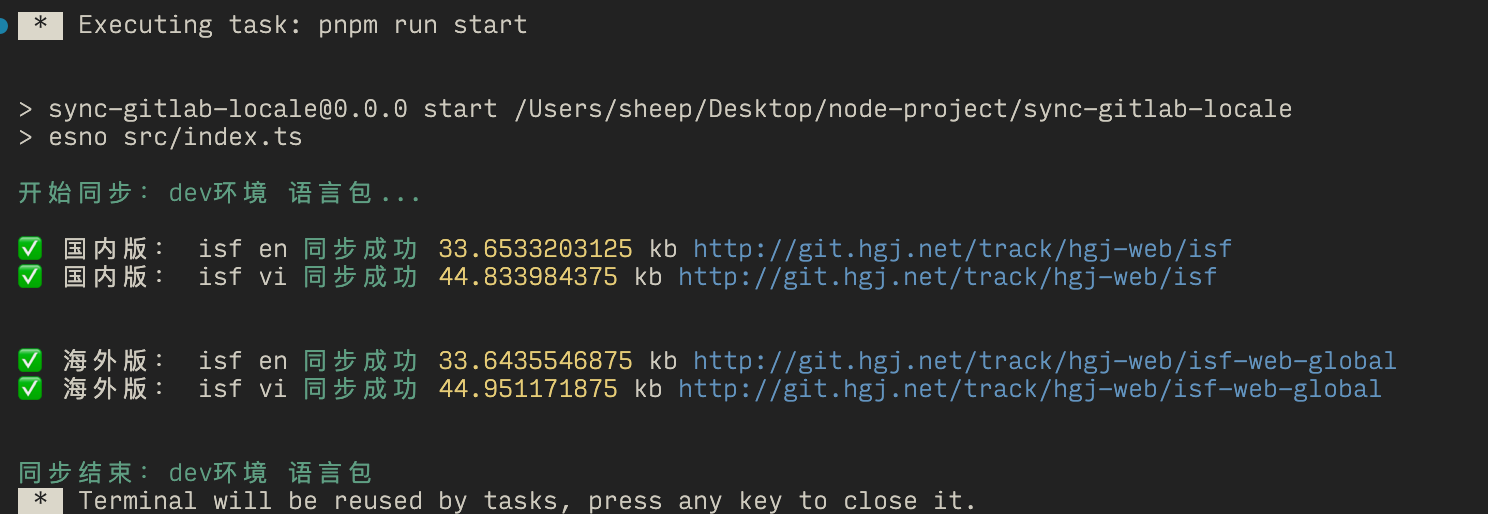 * Executing task: pnpm run start
> sync-gitlab-locale@0.0.0 start /Users/sheep/Desktop/node-project/sync-gitlab-locale
> esno src/index.ts
开始同步：dev环境 语言包...
✅ 国内版： isf en 同步成功 33.6533203125 kb http://git.hgj.net/track/hgj-web/isf
✅ 国内版： isf vi 同步成功 44.833984375 kb http://git.hgj.net/track/hgj-web/isf
✅ 海外版： isf en 同步成功 33.6435546875 kb http://git.hgj.net/track/hgj-web/isf-web-global
✅ 海外版： isf vi 同步成功 44.951171875 kb http://git.hgj.net/track/hgj-web/isf-web-global
同步结束：dev环境 语言包
* Terminal will be reused by tasks, press any key to close it.